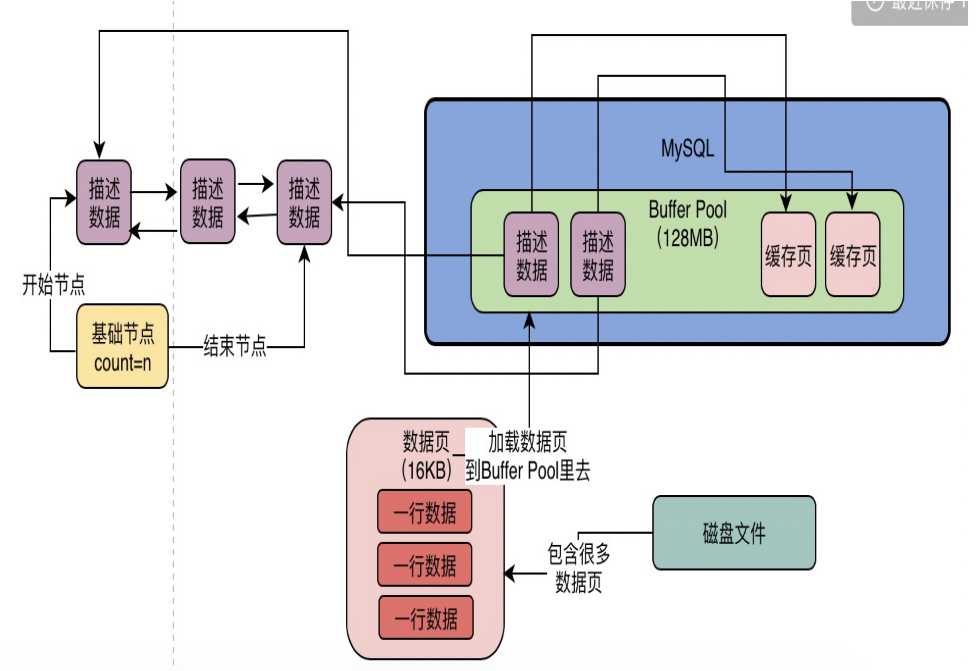 最近保存
MySQL
描述
数据
描述
数据
描述
数据
Buffer Pool
(128MB)
描述
数据
描述
数据
缓存页
缓存页
开始节点
基础节点
count=n
结束节点
数据页
(16KB)
加载数据页
到Buffer Pool里去
一行数据
一行数据
一行数据
包含很多
数据页
磁盘文件